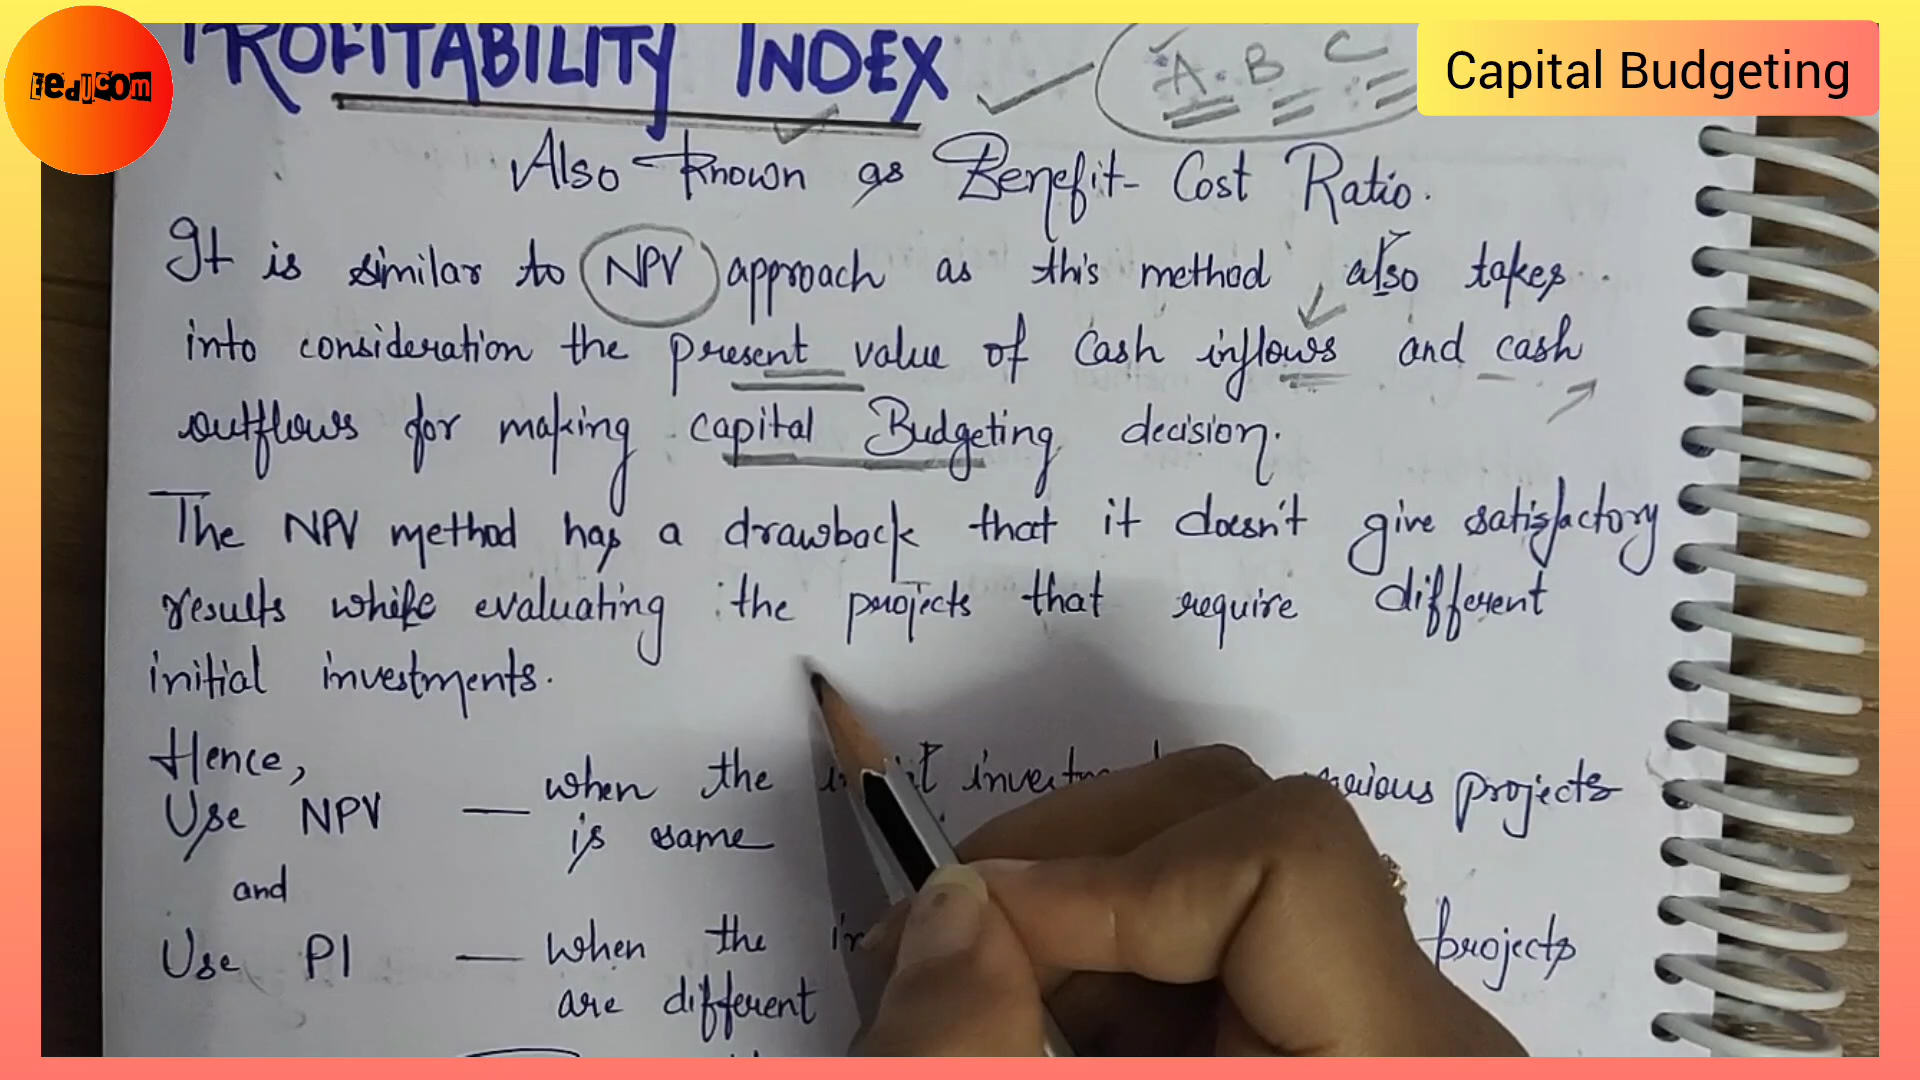 EeduCom
Capital Budgeting
PROFITABILITY INDEX
A. B C
Also known as Benefit- Cost Ratio.
It is similar to NPV approach as this method also takes
into consideration the present value of cash inflows and cash
outflows for making capital Budgeting decision.
The NPV method has a drawback that it doesn't give satisfactory
results while evaluating the projects that require different
initial investments.
Hence,
Use NPV — when the projects
is same
and
Use PI — when the projects
are different